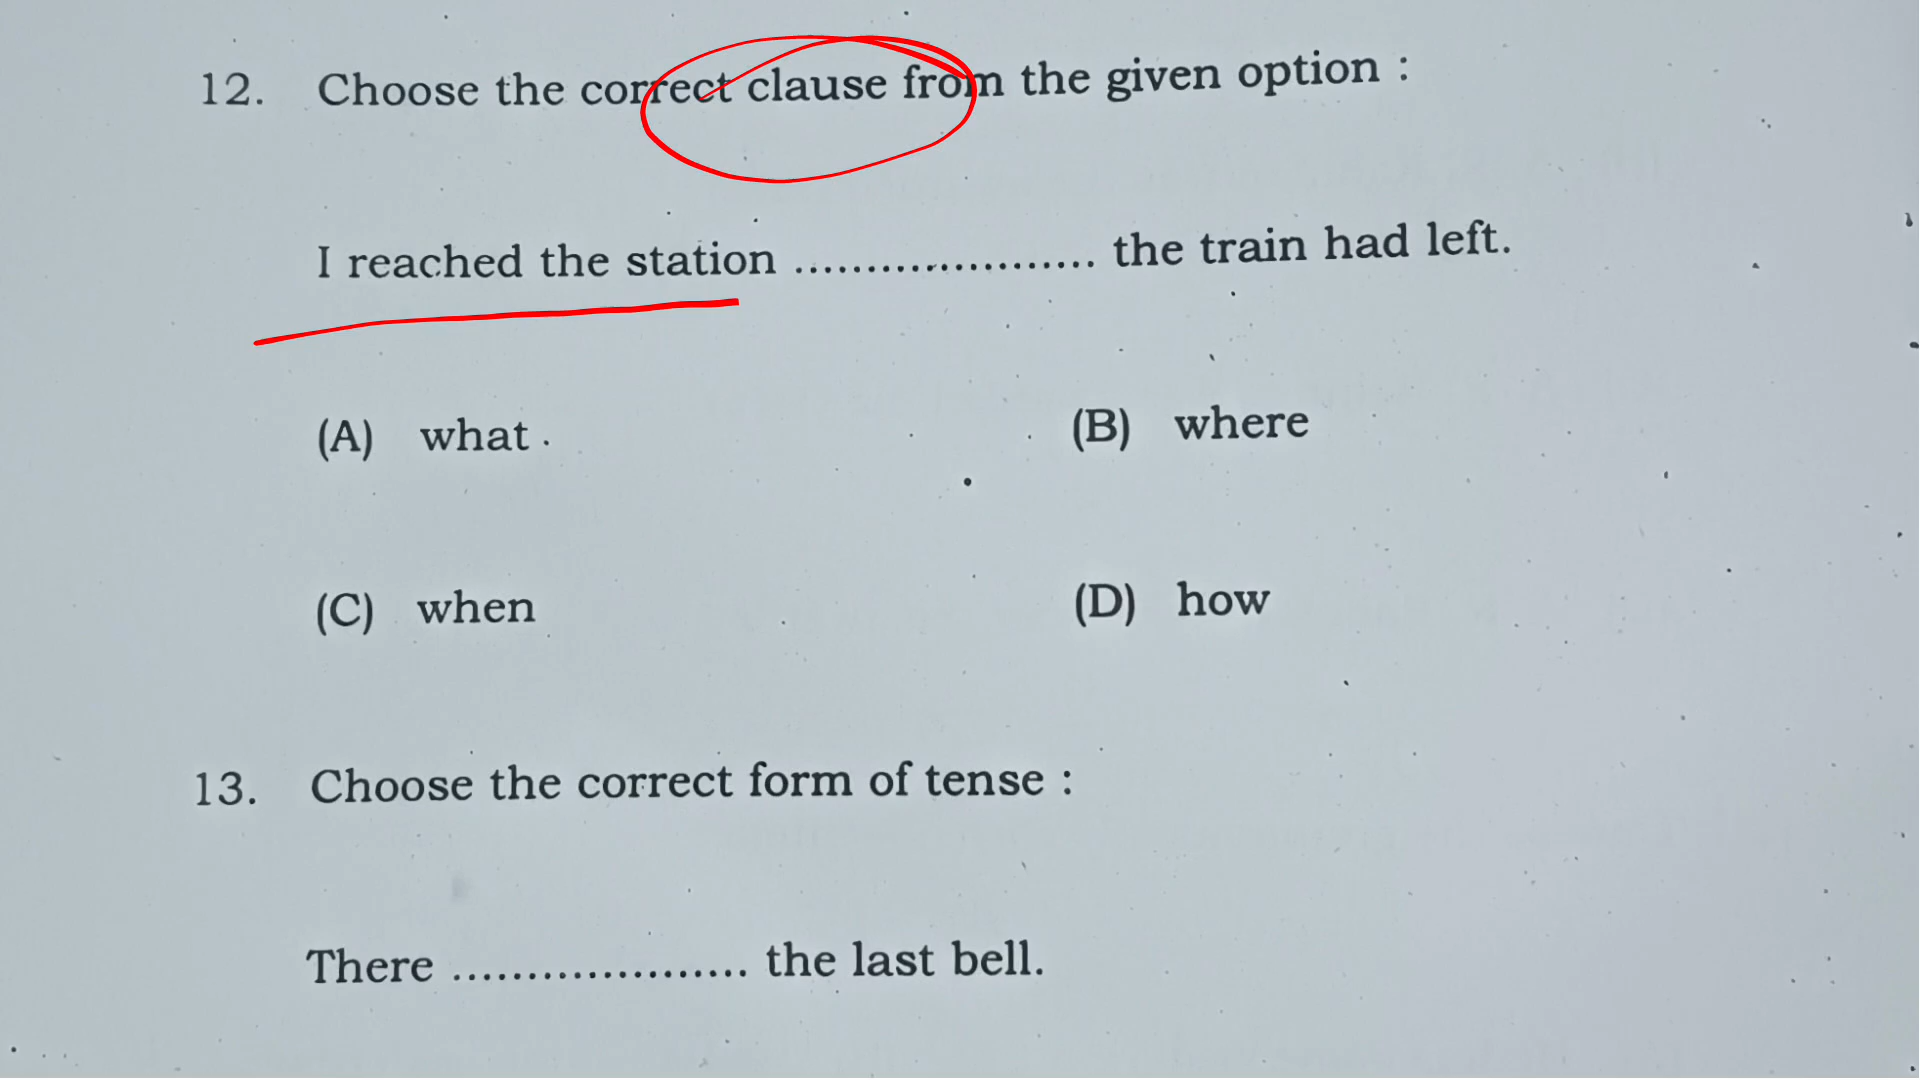 12. Choose the correct clause from the given option :
I reached the station ..................... the train had left.
(A) what . (B) where
(C) when (D) how
13. Choose the correct form of tense :
There .................... the last bell.